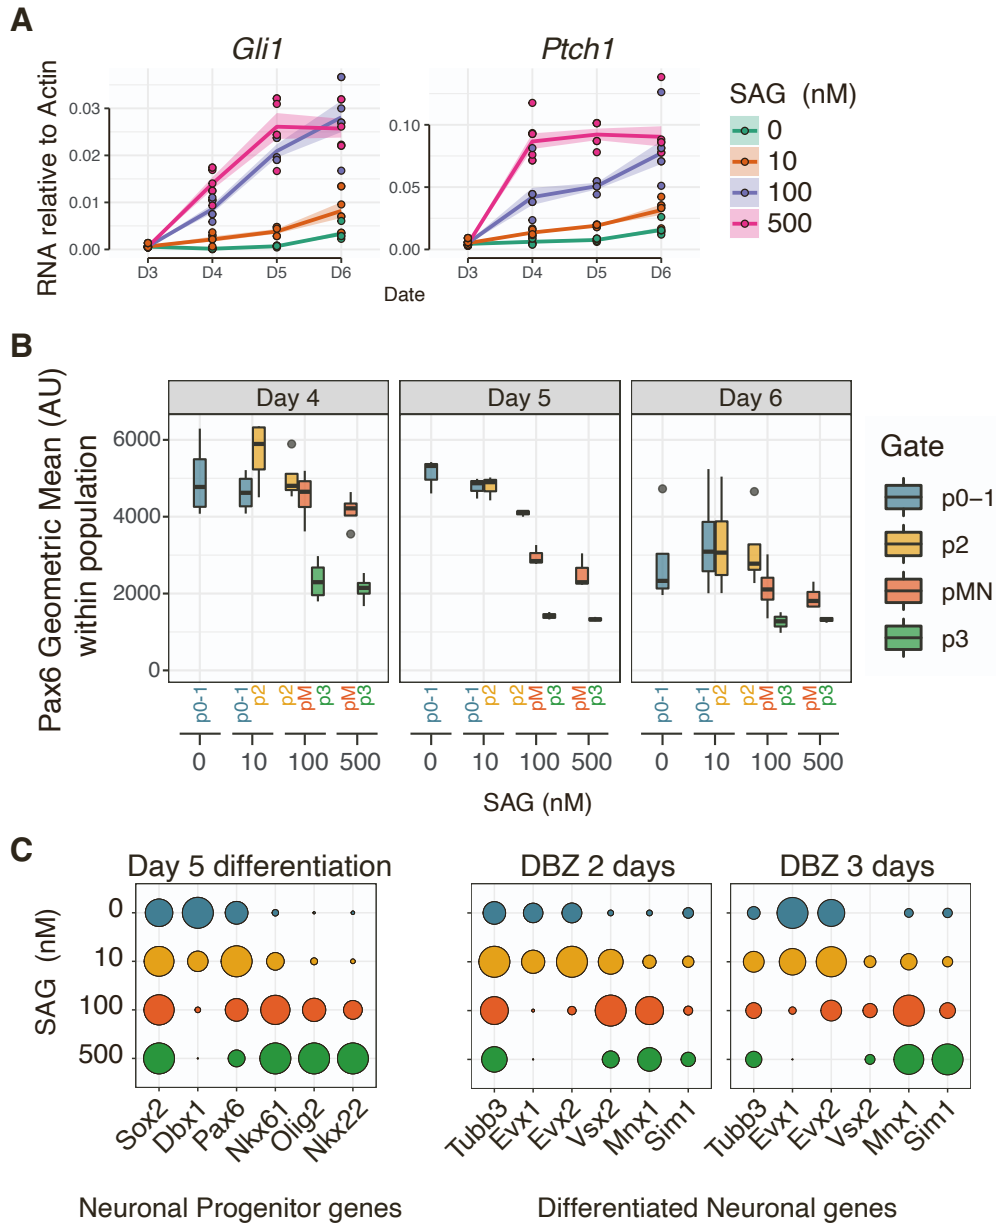 A
Gli1
Ptch1
RNA relative to Actin
0.03
0.02
0.01
0.00
D3 D4 D5 D6
0.10
0.05
0.00
D3 D4 D5 D6
Date
SAG (nM)
0
10
100
500
B
Pax6 Geometric Mean (AU)
within population
Day 4 Day 5 Day 6
6000
4000
2000
0
p0-1 p0-1 p2 p2 pM p3 pM p3
p0-1 p0-1 p2 p2 pM p3 pM p3
p0-1 p0-1 p2 p2 pM p3 pM p3
0 10 100 500
0 10 100 500
0 10 100 500
SAG (nM)
Gate
p0−1
p2
pMN
p3
C
Day 5 differentiation
DBZ 2 days
DBZ 3 days
SAG (nM)
0
10
100
500
Sox2 Dbx1 Pax6 Nkx61 Olig2 Nkx22
Tubb3 Evx1 Evx2 Vsx2 Mnx1 Sim1
Tubb3 Evx1 Evx2 Vsx2 Mnx1 Sim1
Neuronal Progenitor genes
Differentiated Neuronal genes